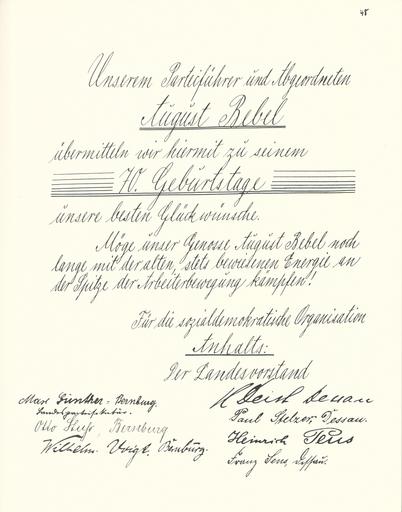 48
Unserem Parteiführer und Abgeordneten
August Bebel
übermitteln wir hiermit zu seinem
70. Geburtstage
unsere besten Glückwünsche.
Möge unser Genosse August Bebel noch
lange mit der alten, stets bewiesenen Energie an
der Spitze der Arbeiterbewegung kämpfen!
Für die sozialdemokratische Organisation
Anhalts:
Der Landesvorstand
Max Günther - Bernburg.
Otto Bernburg
Wilhelm Voigt. Bernburg.
Deist Dessau
Paul Stelzer, Dessau.
Heinrich Peus
Franz Dessau.